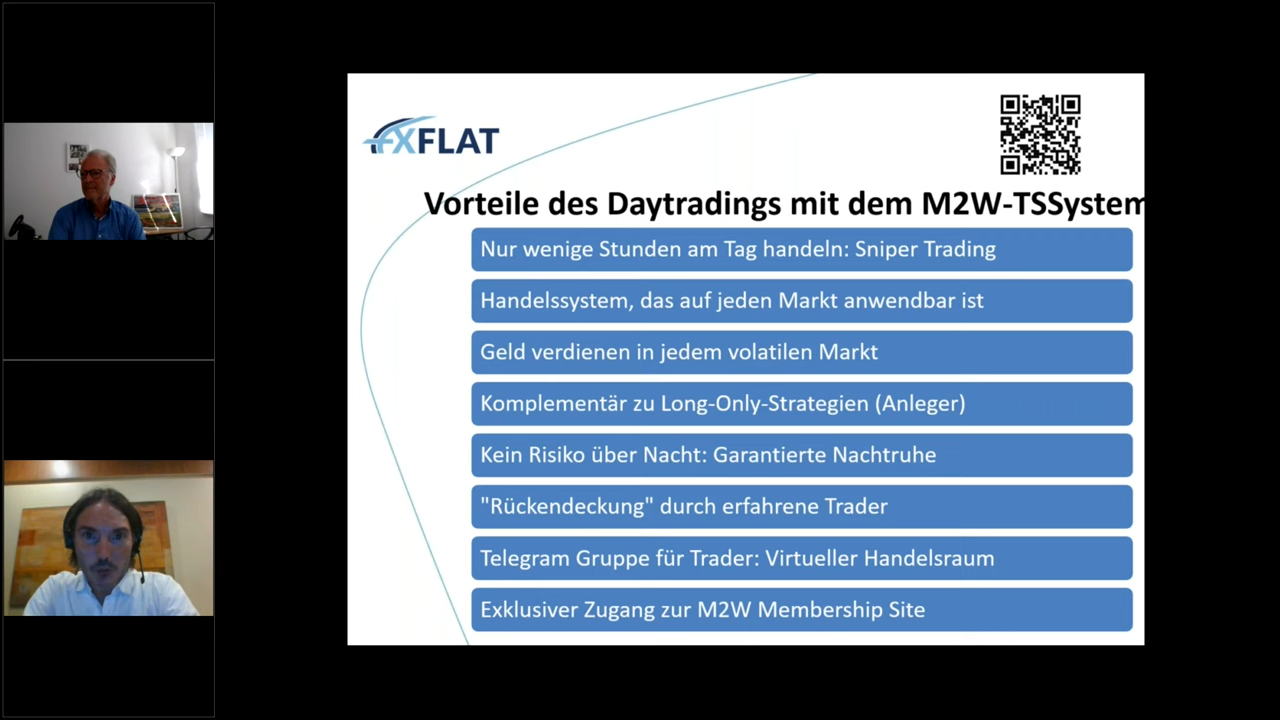 FXFLAT
Vorteile des Daytradings mit dem M2W-TSSystem
Nur wenige Stunden am Tag handeln: Sniper Trading
Handelssystem, das auf jeden Markt anwendbar ist
Geld verdienen in jedem volatilen Markt
Komplementär zu Long-Only-Strategien (Anleger)
Kein Risiko über Nacht: Garantierte Nachtruhe
"Rückendeckung" durch erfahrene Trader
Telegram Gruppe für Trader: Virtueller Handelsraum
Exklusiver Zugang zur M2W Membership Site